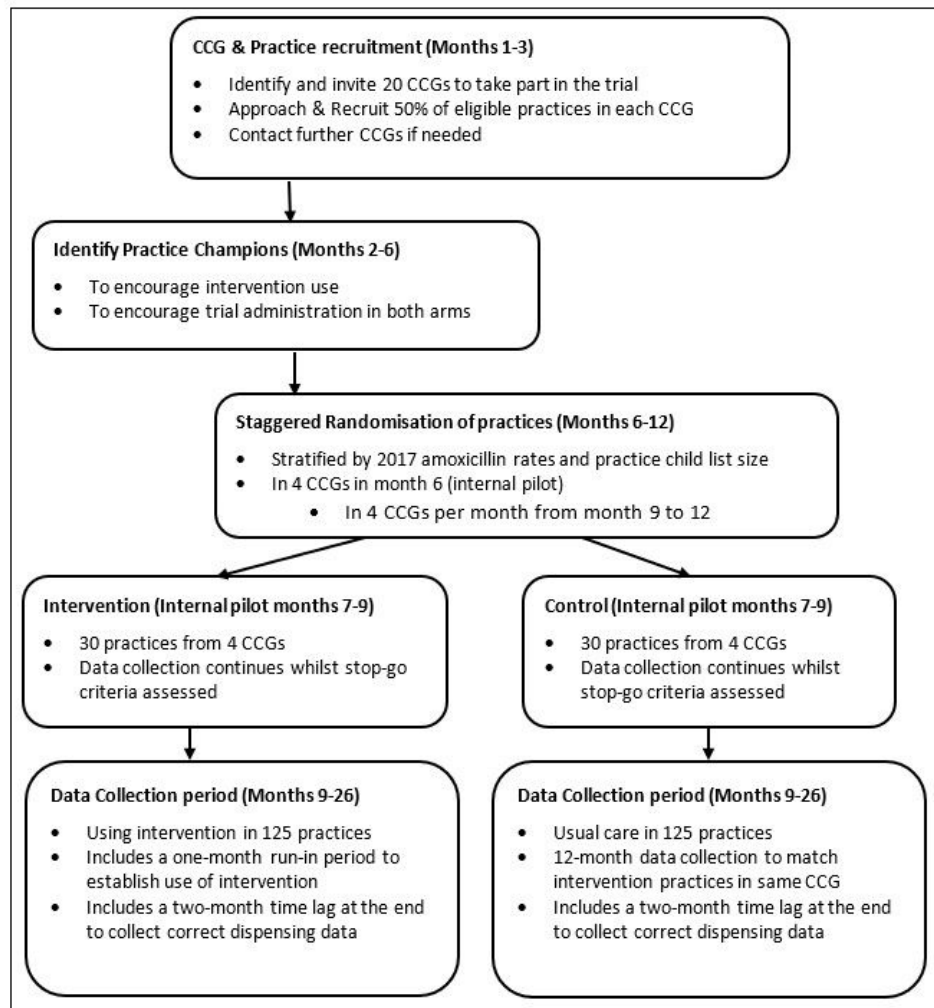 CCG & Practice recruitment (Months 1-3)
• Identify and invite 20 CCGs to take part in the trial
• Approach & Recruit 50% of eligible practices in each CCG
• Contact further CCGs if needed
Identify Practice Champions (Months 2-6)
• To encourage intervention use
• To encourage trial administration in both arms
Staggered Randomisation of practices (Months 6-12)
• Stratified by 2017 amoxicillin rates and practice child list size
• In 4 CCGs in month 6 (internal pilot)
• In 4 CCGs per month from month 9 to 12
Intervention (Internal pilot months 7-9)
• 30 practices from 4 CCGs
• Data collection continues whilst stop-go
criteria assessed
Control (Internal pilot months 7-9)
• 30 practices from 4 CCGs
• Data collection continues whilst
stop-go criteria assessed
Data Collection period (Months 9-26)
• Using intervention in 125 practices
• Includes a one-month run-in period to
establish use of intervention
• Includes a two-month time lag at the end
to collect correct dispensing data
Data Collection period (Months 9-26)
• Usual care in 125 practices
• 12-month data collection to match
intervention practices in same CCG
• Includes a two-month time lag at the end
to collect correct dispensing data